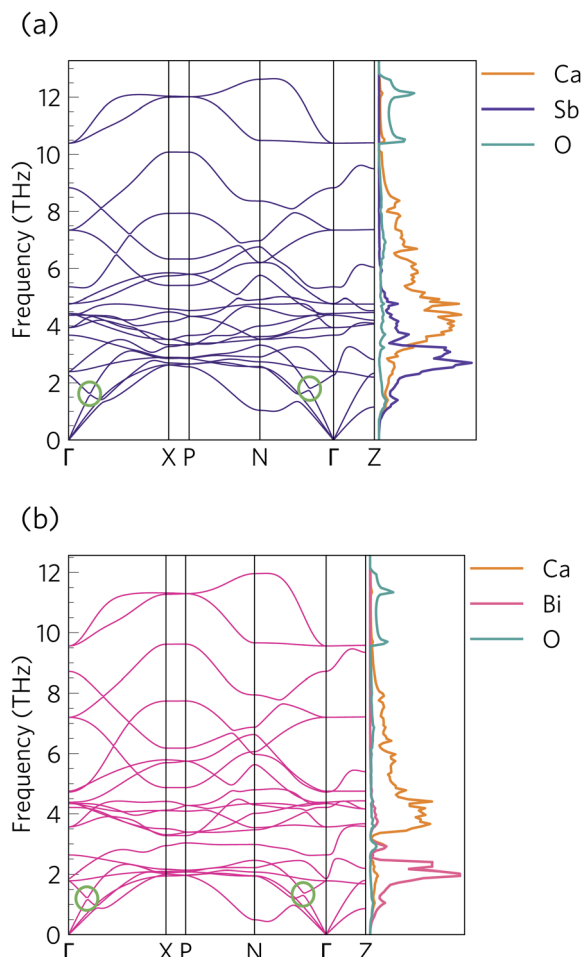 (a)
Frequency (THz)
12
10
8
6
4
2
0
Γ X P N Γ Z
Ca
Sb
O
(b)
Frequency (THz)
12
10
8
6
4
2
0
Γ X P N Γ Z
Ca
Bi
O